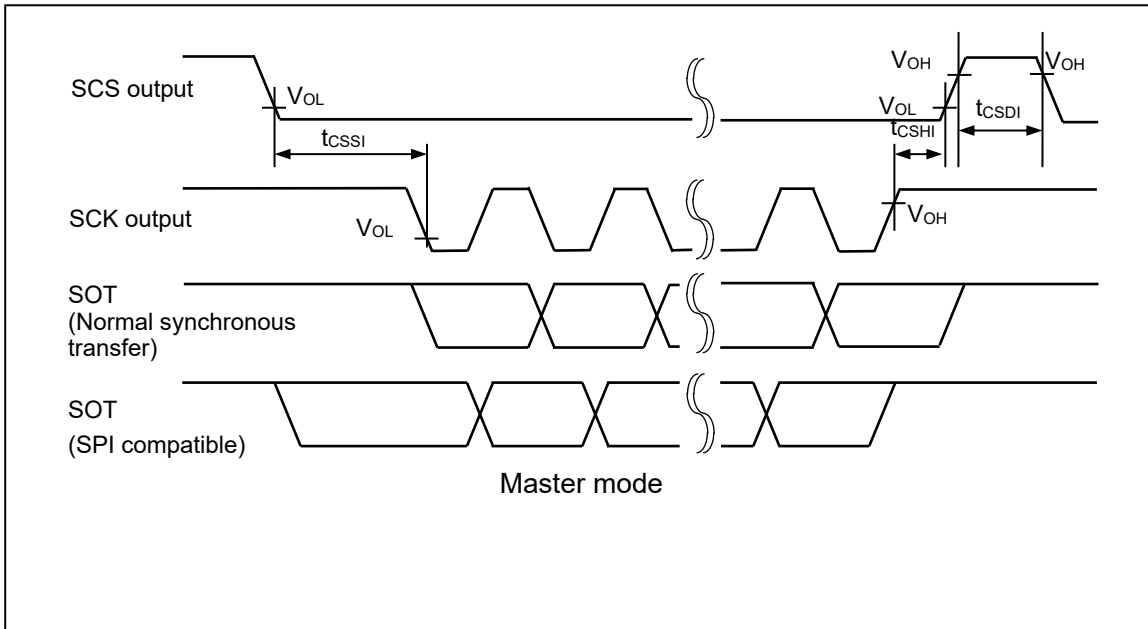 SCS output
VOL
VOH
VOH
VOL
tCSSI
tCSHI
tCSDI
SCK output
VOL
VOH
SOT
(Normal synchronous
transfer)
SOT
(SPI compatible)
Master mode